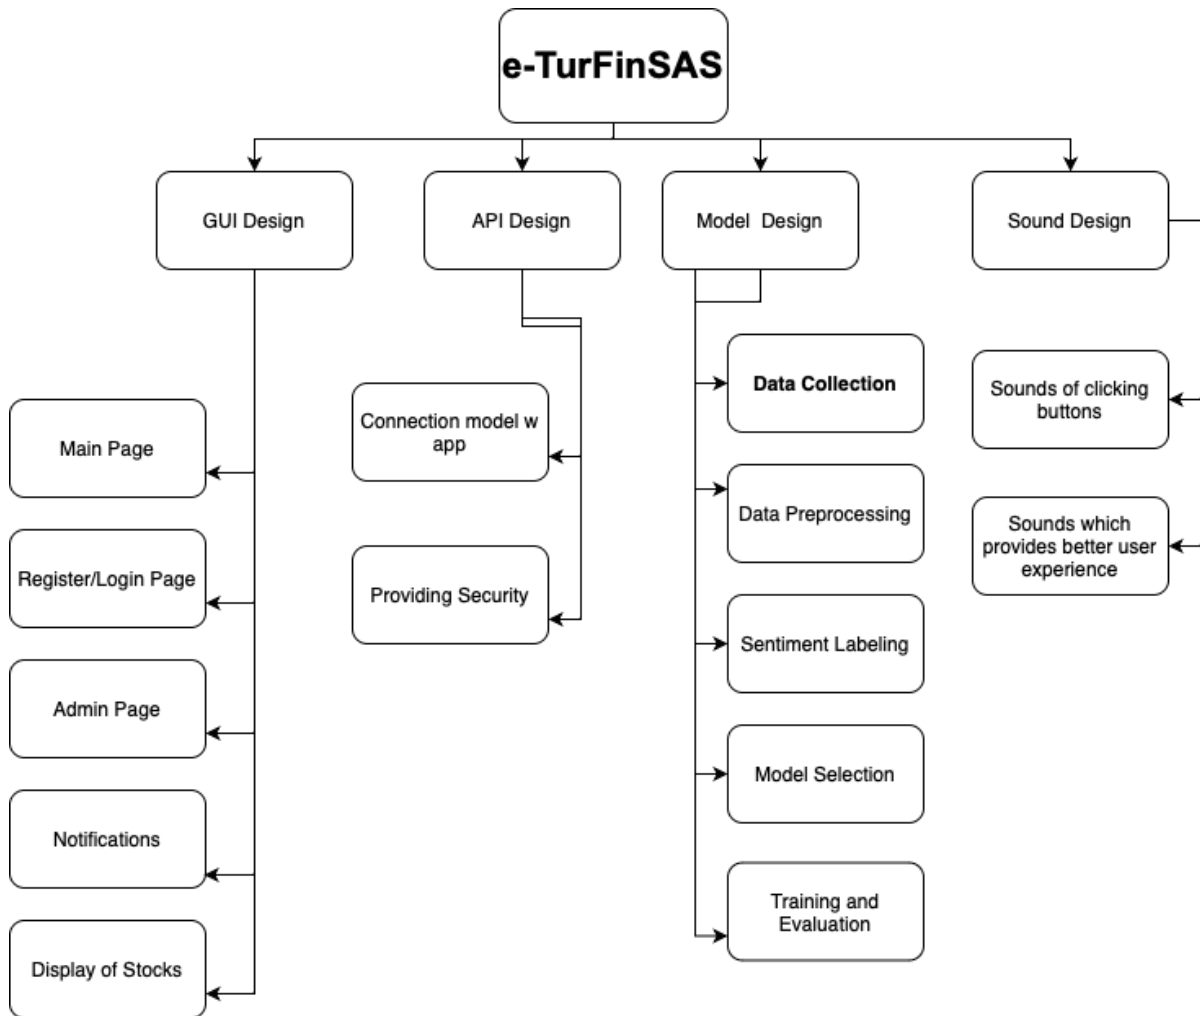 e-TurFinSAS
GUI Design
API Design
Model  Design
Sound Design
Main Page
Register/Login Page
Admin Page
Notifications
Display of Stocks
Connection model w
app
Providing Security
Data Collection
Data Preprocessing
Sentiment Labeling
Model Selection
Training and
Evaluation
Sounds of clicking
buttons
Sounds which
provides better user
experience